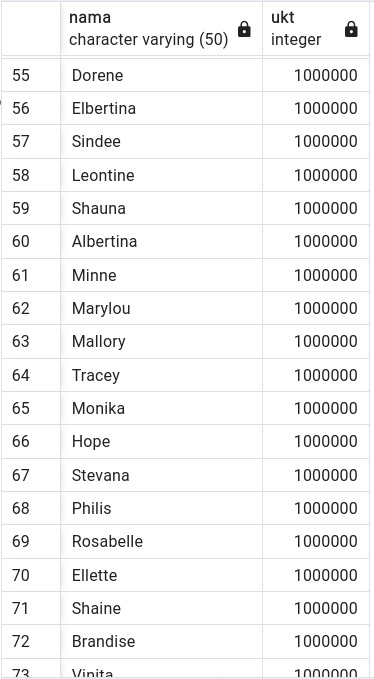 nama ukt
character varying (50) integer
55 Dorene 1000000
56 Elbertina 1000000
57 Sindee 1000000
58 Leontine 1000000
59 Shauna 1000000
60 Albertina 1000000
61 Minne 1000000
62 Marylou 1000000
63 Mallory 1000000
64 Tracey 1000000
65 Monika 1000000
66 Hope 1000000
67 Stevana 1000000
68 Philis 1000000
69 Rosabelle 1000000
70 Ellette 1000000
71 Shaine 1000000
72 Brandise 1000000
73 Vinita 1000000